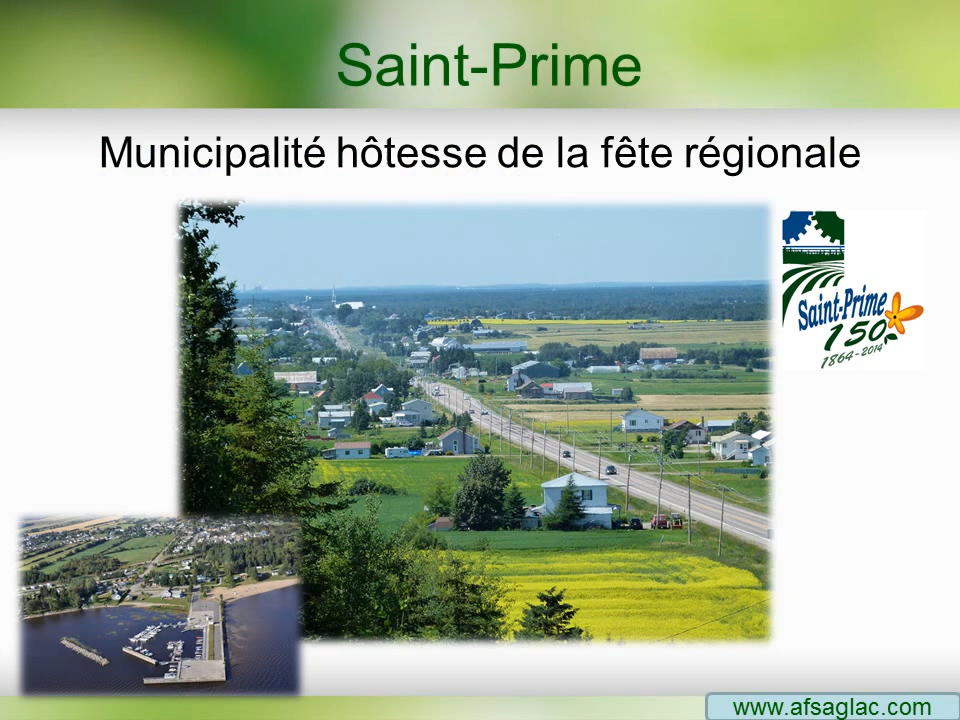 Saint-Prime
Municipalité hôtesse de la fête régionale
Saint-Prime
150
1864-2014
www.afsaglac.com